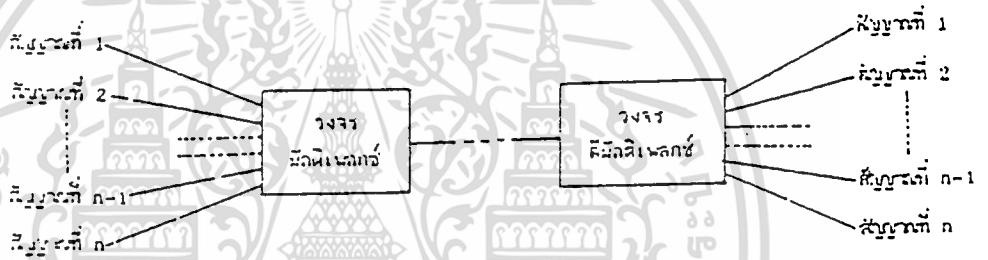 สัญญาณที่ 1
สัญญาณที่ 2
สัญญาณที่ n-1
สัญญาณที่ n
วงจร
มัลติเพลกซ์
วงจร
ดีมัลติเพลกซ์
สัญญาณที่ 1
สัญญาณที่ 2
สัญญาณที่ n-1
สัญญาณที่ n